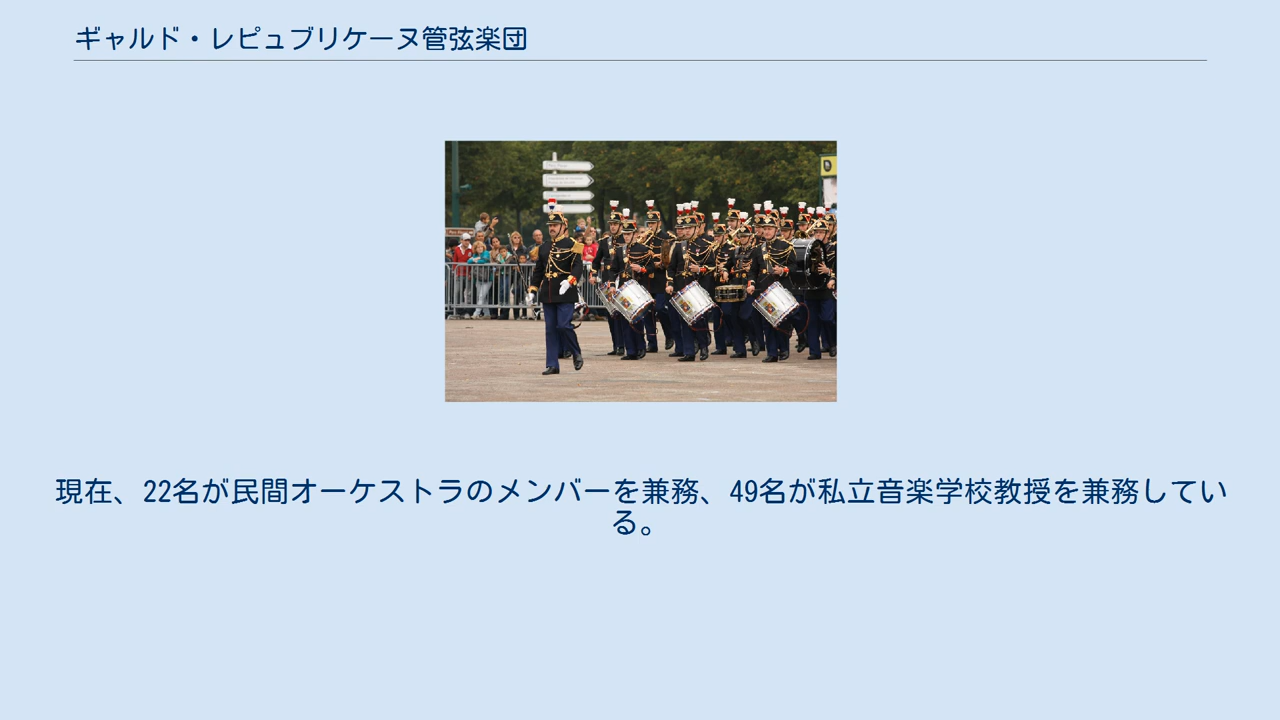 ギャルド・レピュブリケーヌ管弦楽団
現在、22名が民間オーケストラのメンバーを兼務、49名が私立音楽学校教授を兼務してい
る。